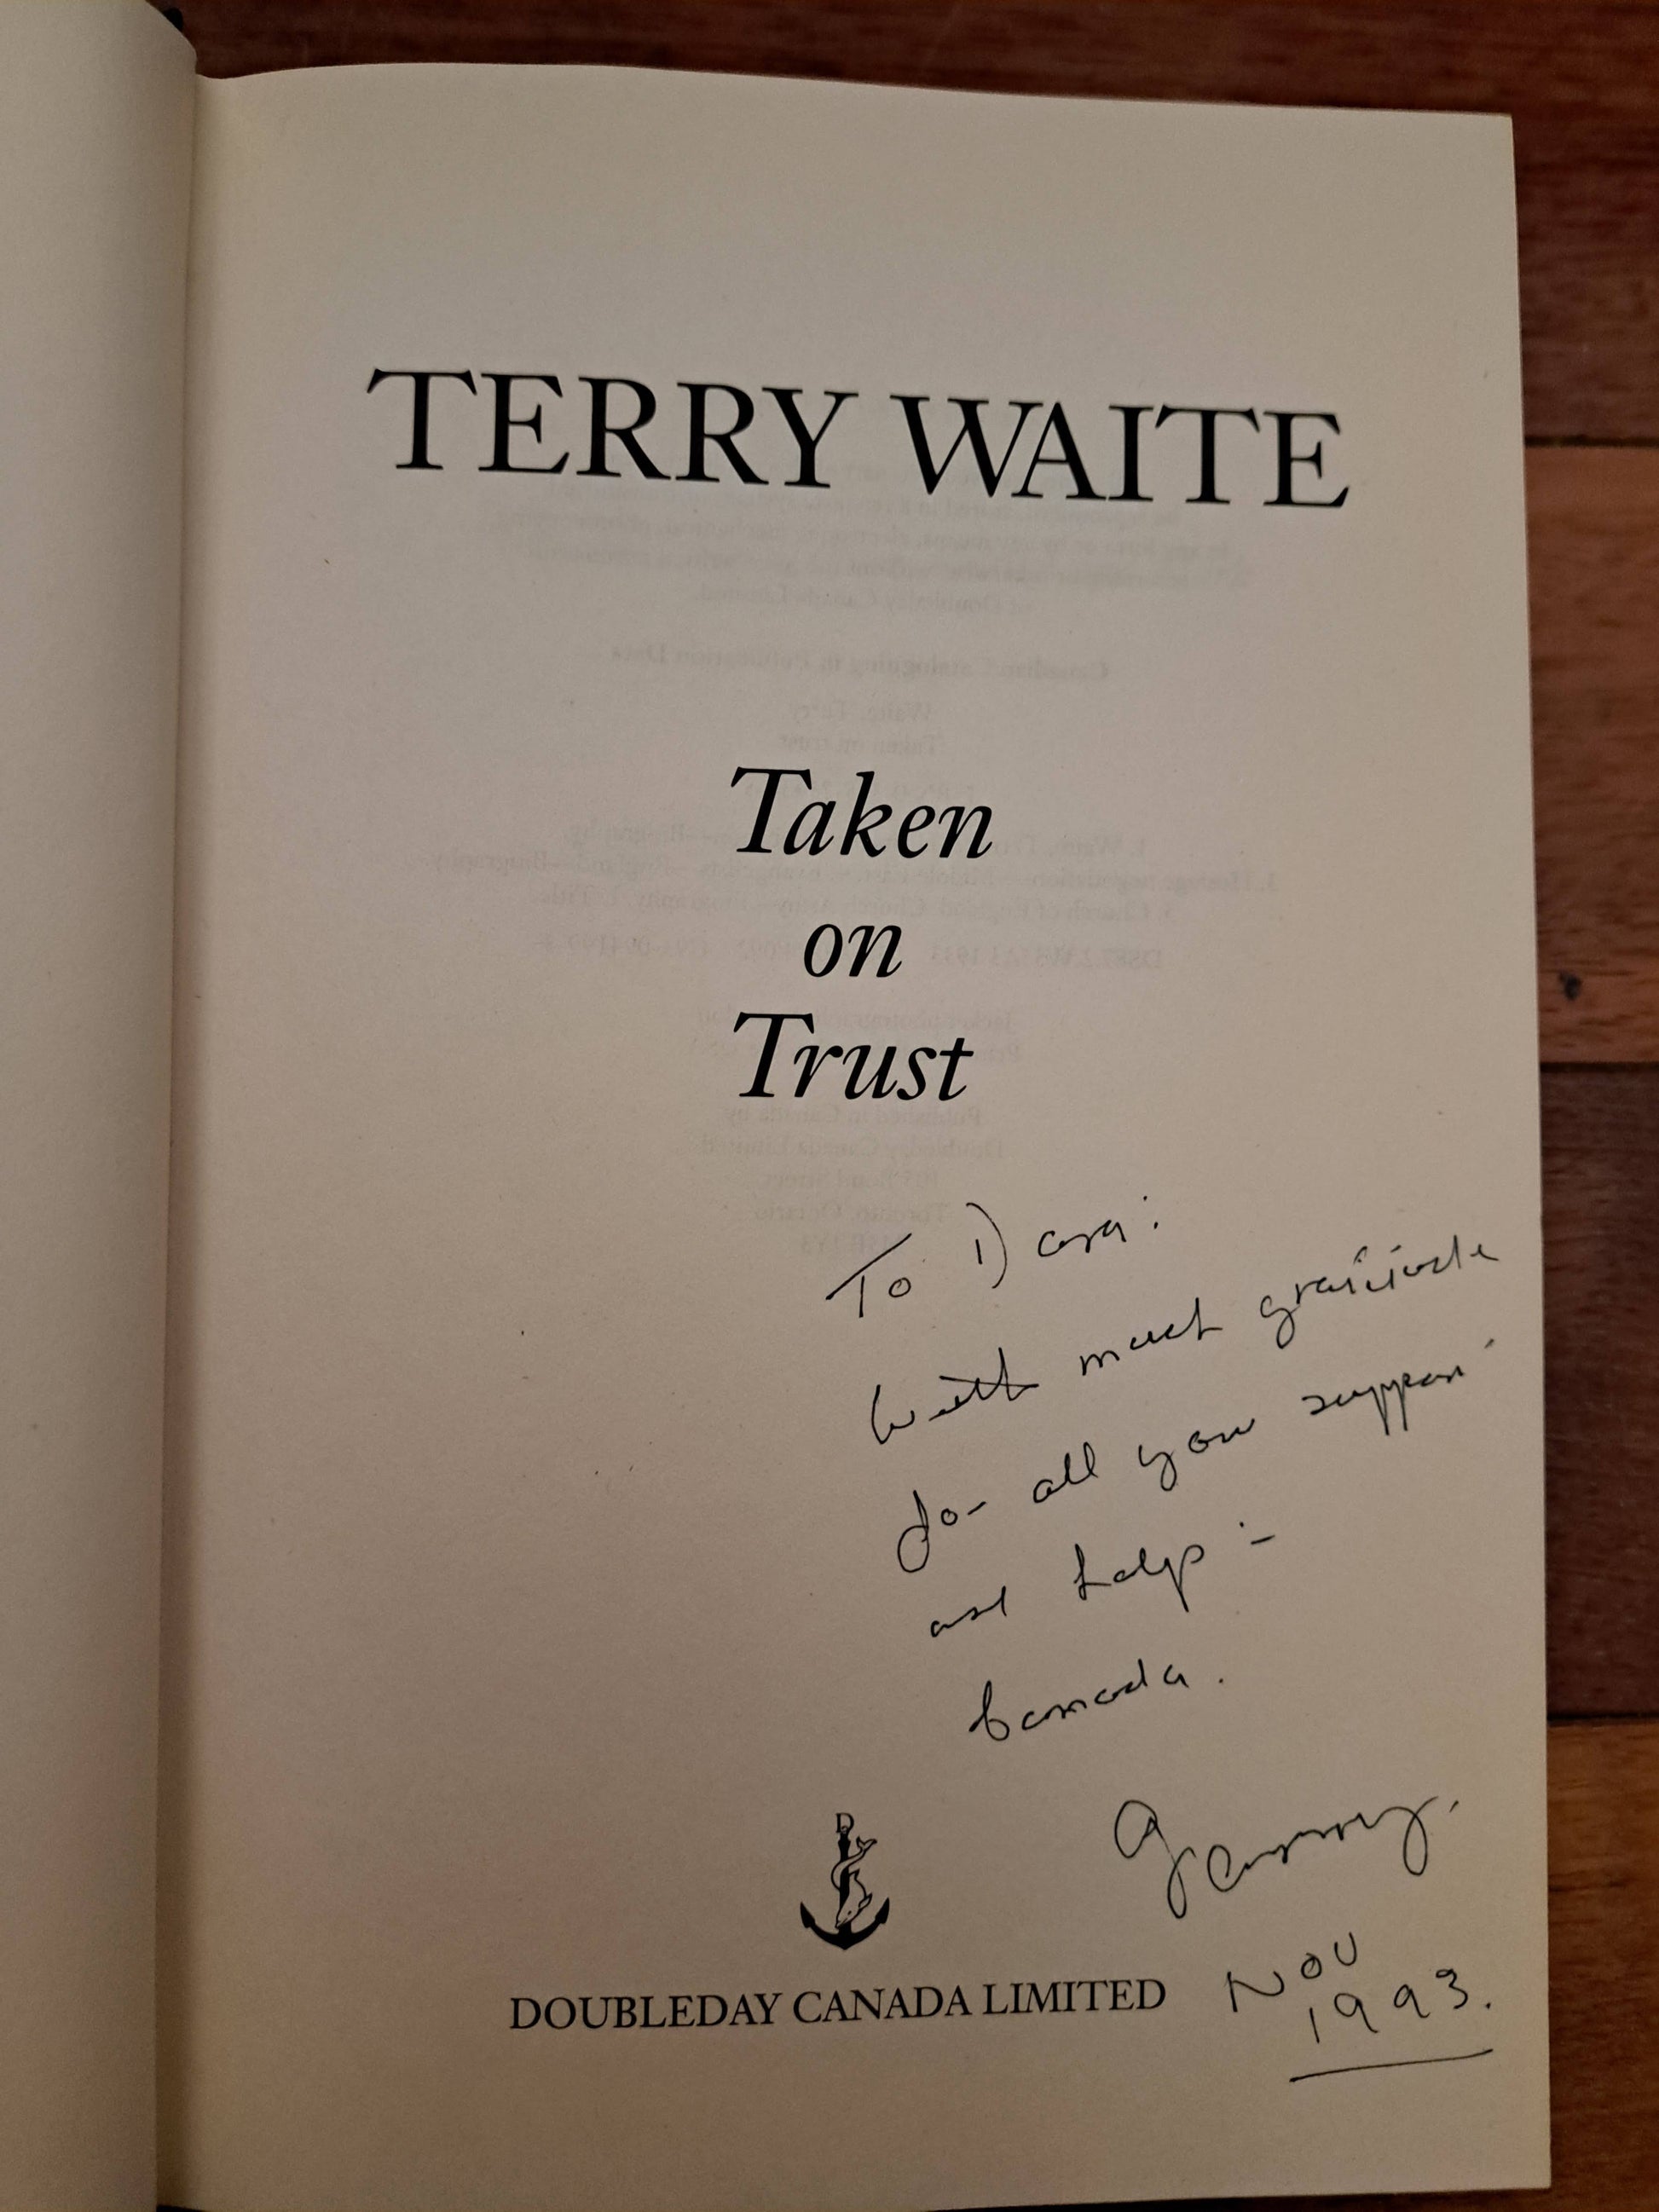 TERRY WAITE
Taken
on
Trust
To Dara:
With much gratitude
for all your support
and help -
Canada.
Terry.
D
DOUBLEDAY CANADA LIMITED
Nov
1993.